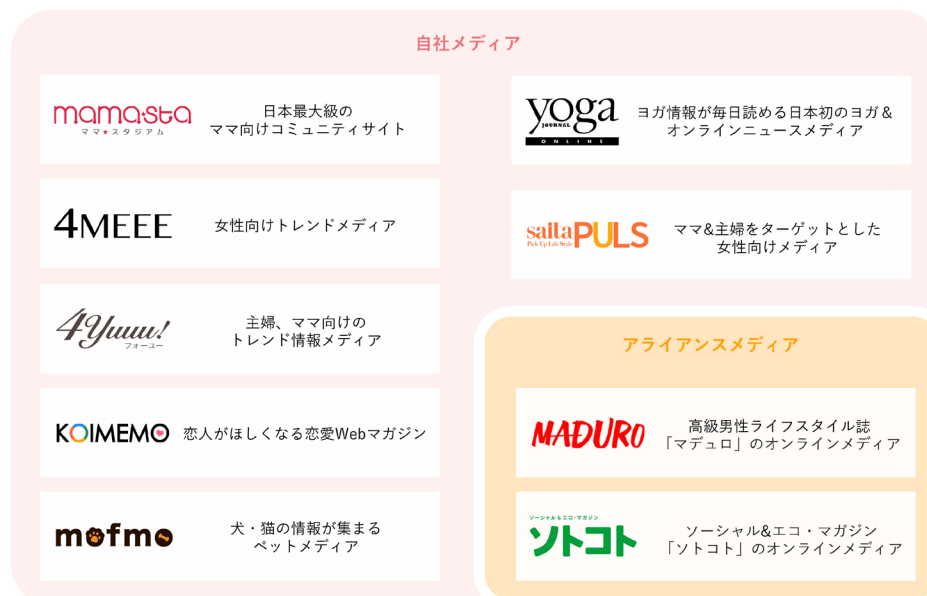 自社メディア
mamasta
ママ★スタジアム
日本最大級の
ママ向けコミュニティサイト
4MEEE
女性向けトレンドメディア
4Yuuu!
フォーユー
主婦、ママ向けの
トレンド情報メディア
KOIMEMO
恋人がほしくなる恋愛Webマガジン
mofmo
犬・猫の情報が集まる
ペットメディア
yoga
JOURNAL
ONLINE
ヨガ情報が毎日読める日本初のヨガ＆
オンラインニュースメディア
saita PULS
Pick Up Life Style
ママ&主婦をターゲットとした
女性向けメディア
アライアンスメディア
MADURO
高級男性ライフスタイル誌
「マデュロ」のオンラインメディア
ソーシャル&エコ・マガジン
ソトコト
ソーシャル&エコ・マガジン
「ソトコト」のオンラインメディア